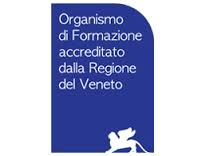 Organismo
di Formazione
accreditato
dalla Regione
del Veneto